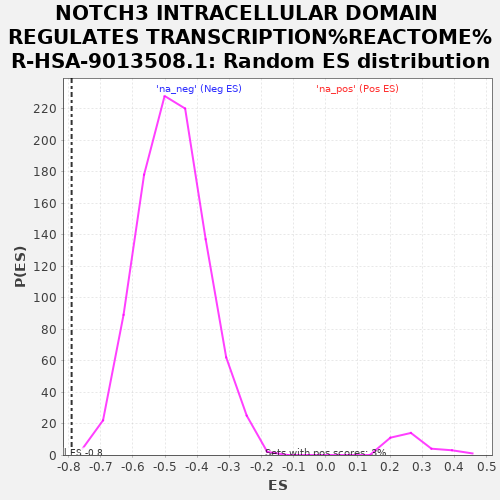 NOTCH3 INTRACELLULAR DOMAIN
REGULATES TRANSCRIPTION%REACTOME%
R-HSA-9013508.1: Random ES distribution
'na_neg' (Neg ES) 'na_pos' (Pos ES)
220
200
180
160
140
120
100
80
60
40
20
0
P(ES)
ES -0.8 Sets with pos scores: 3%
-0.8 -0.7 -0.6 -0.5 -0.4 -0.3 -0.2 -0.1 0.0 0.1 0.2 0.3 0.4 0.5
ES